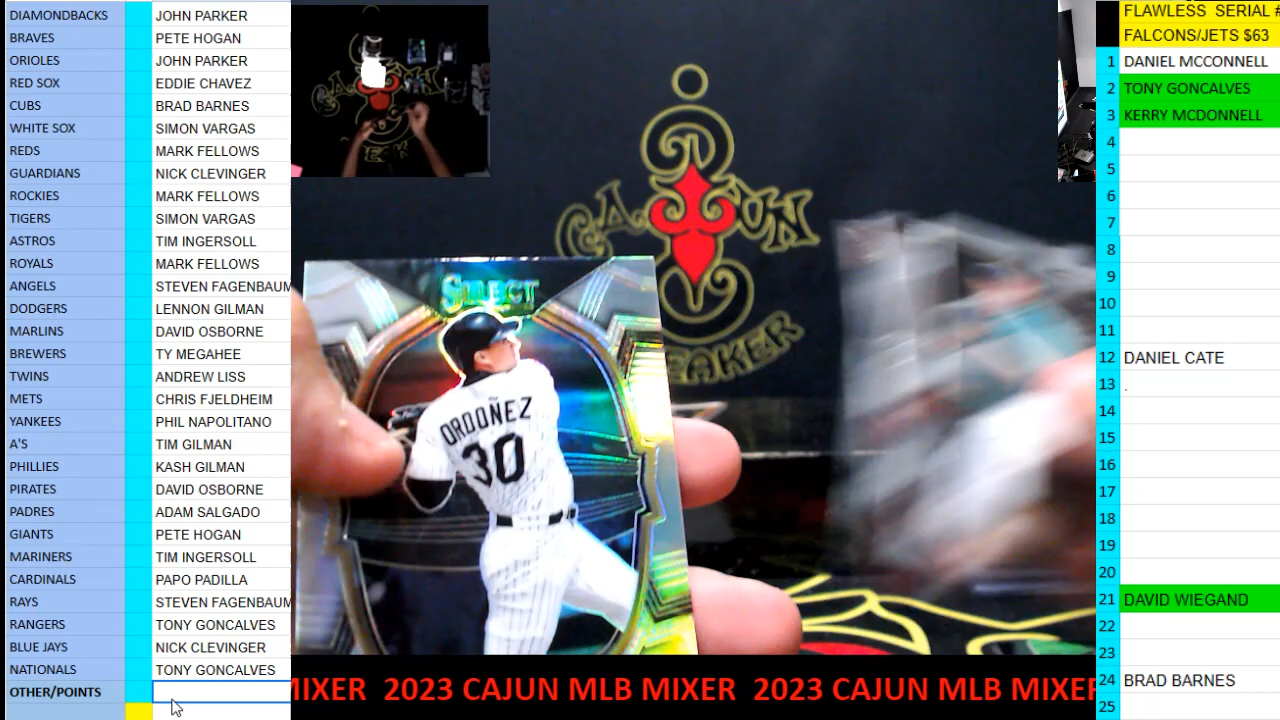 DIAMONDBACKS JOHN PARKER
BRAVES PETE HOGAN
ORIOLES JOHN PARKER
RED SOX EDDIE CHAVEZ
CUBS BRAD BARNES
WHITE SOX SIMON VARGAS
REDS MARK FELLOWS
GUARDIANS NICK CLEVINGER
ROCKIES MARK FELLOWS
TIGERS SIMON VARGAS
ASTROS TIM INGERSOLL
ROYALS MARK FELLOWS
ANGELS STEVEN FAGENBAUM
DODGERS LENNON GILMAN
MARLINS DAVID OSBORNE
BREWERS TY MEGAHEE
TWINS ANDREW LISS
METS CHRIS FJELDHEIM
YANKEES PHIL NAPOLITANO
A'S TIM GILMAN
PHILLIES KASH GILMAN
PIRATES DAVID OSBORNE
PADRES ADAM SALGADO
GIANTS PETE HOGAN
MARINERS TIM INGERSOLL
CARDINALS PAPO PADILLA
RAYS STEVEN FAGENBAUM
RANGERS TONY GONCALVES
BLUE JAYS NICK CLEVINGER
NATIONALS TONY GONCALVES
OTHER/POINTS
CAJUN
BREAKER
SELECT
ORDOÑEZ
30
MIXER 2023 CAJUN MLB MIXER 2023 CAJUN MLB MIXER
FLAWLESS SERIAL #
FALCONS/JETS $63
1 DANIEL MCCONNELL
2 TONY GONCALVES
3 KERRY MCDONNELL
4
5
6
7
8
9
10
11
12 DANIEL CATE
13 .
14
15
16
17
18
19
20
21 DAVID WIEGAND
22
23
24 BRAD BARNES
25